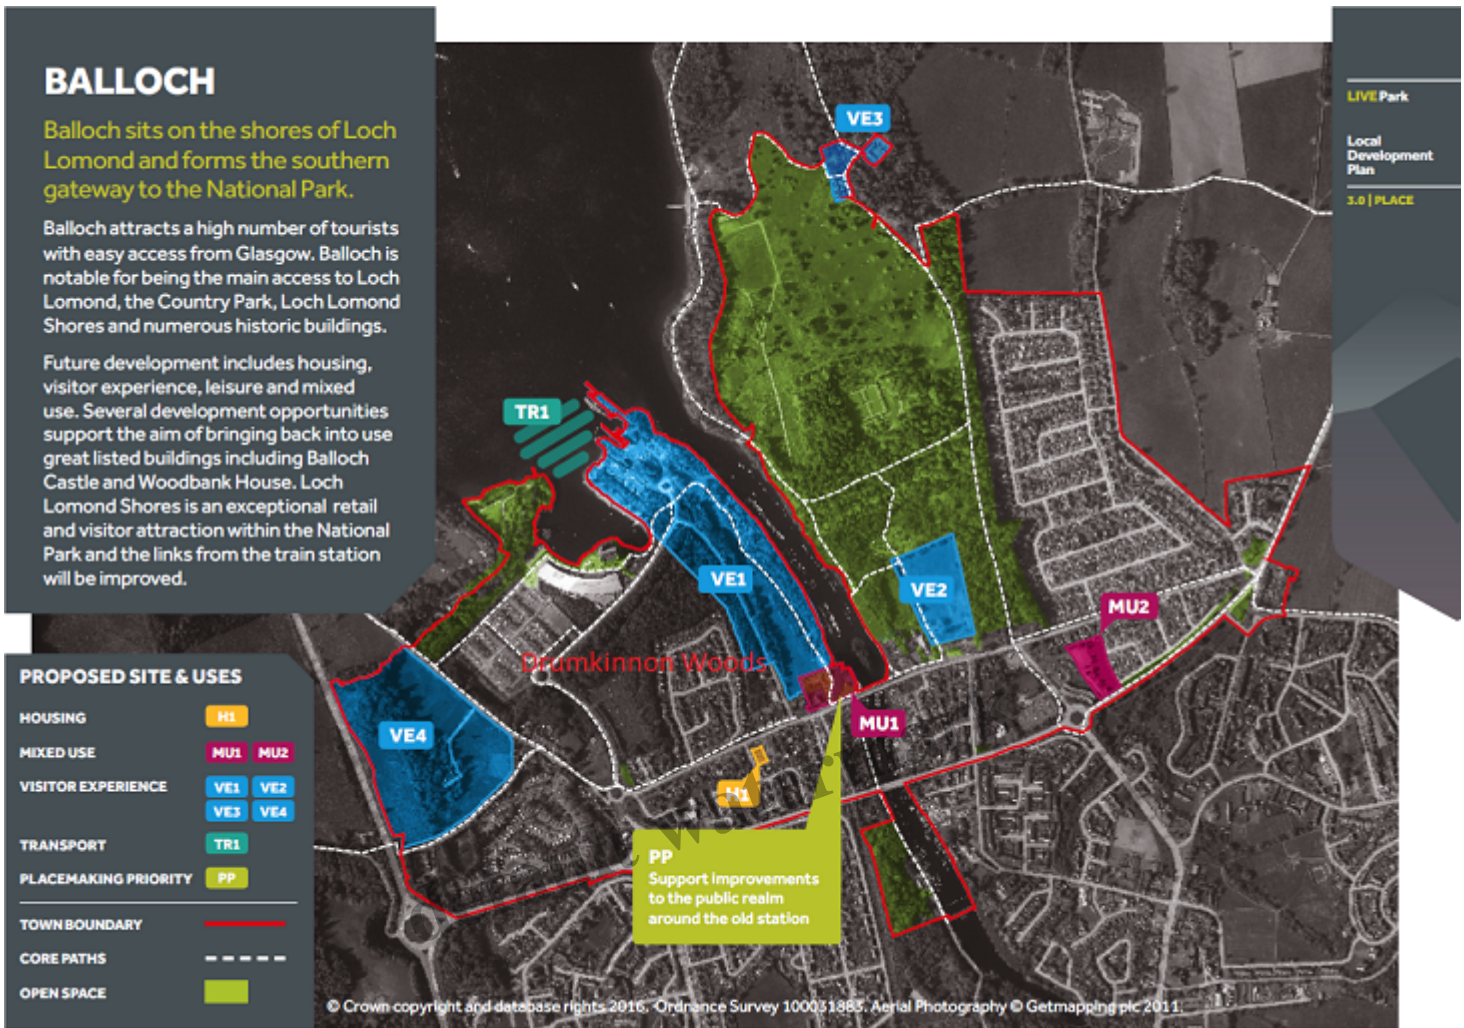 BALLOCH
Balloch sits on the shores of Loch
Lomond and forms the southern
gateway to the National Park.
Balloch attracts a high number of tourists
with easy access from Glasgow. Balloch is
notable for being the main access to Loch
Lomond, the Country Park, Loch Lomond
Shores and numerous historic buildings.
Future development includes housing,
visitor experience, leisure and mixed
use. Several development opportunities
support the aim of bringing back into use
great listed buildings including Balloch
Castle and Woodbank House. Loch
Lomond Shores is an exceptional retail
and visitor attraction within the National
Park and the links from the train station
will be improved.
PROPOSED SITE & USES
HOUSING H1
MIXED USE MU1 MU2
VISITOR EXPERIENCE VE1 VE2
VE3 VE4
TRANSPORT TR1
PLACEMAKING PRIORITY PP
TOWN BOUNDARY
CORE PATHS
OPEN SPACE
VE3
TR1
VE1
VE2
MU2
Drumkinnon Woods
VE4
MU1
H1
PP
Support improvements
to the public realm
around the old station
© Crown copyright and database rights 2016. Ordnance Survey 100031883. Aerial Photography © Getmapping plc 2011.
LIVE Park
Local
Development
Plan
3.0 | PLACE